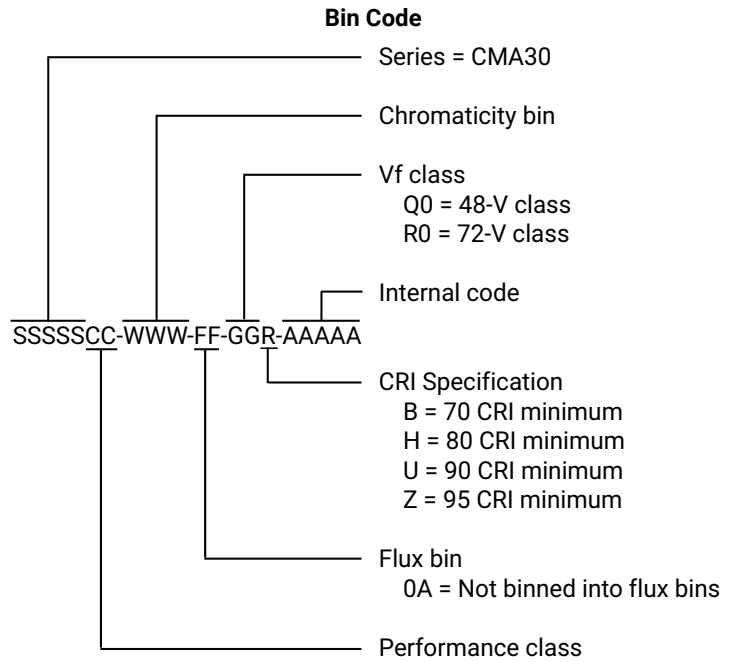 Bin Code
Series = CMA30
Chromaticity bin
Vf class
Q0 = 48-V class
R0 = 72-V class
Internal code
SSSSSCC-WWW-FF-GGR-AAAAA
CRI Specification
B = 70 CRI minimum
H = 80 CRI minimum
U = 90 CRI minimum
Z = 95 CRI minimum
Flux bin
0A = Not binned into flux bins
Performance class